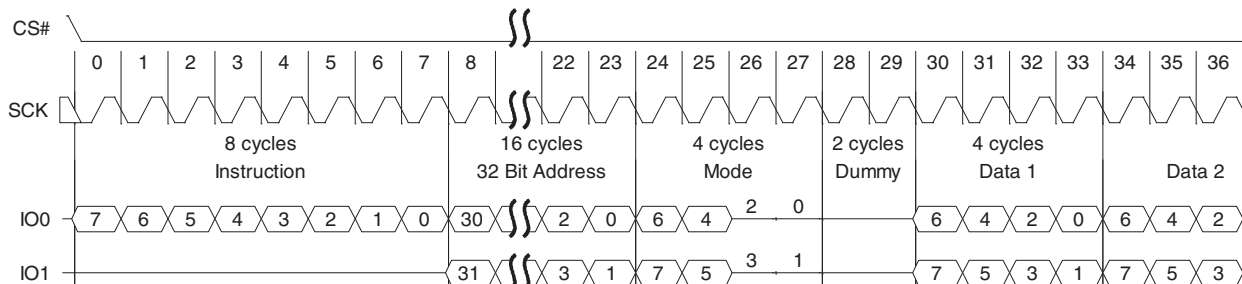 CS#
0 1 2 3 4 5 6 7 8 22 23 24 25 26 27 28 29 30 31 32 33 34 35 36
SCK
8 cycles 16 cycles 4 cycles 2 cycles 4 cycles
Instruction 32 Bit Address Mode Dummy Data 1 Data 2
IO0 7 6 5 4 3 2 1 0 30 2 0 6 4 2 0 6 4 2 0 6 4 2
IO1 31 3 1 7 5 3 1 7 5 3 1 7 5 3